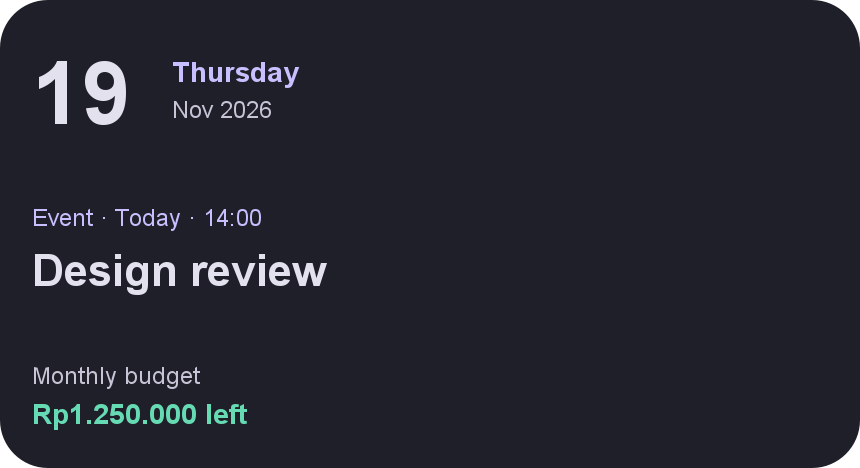 19
Thursday
Nov 2026
Event · Today · 14:00
Design review
Monthly budget
Rp1.250.000 left